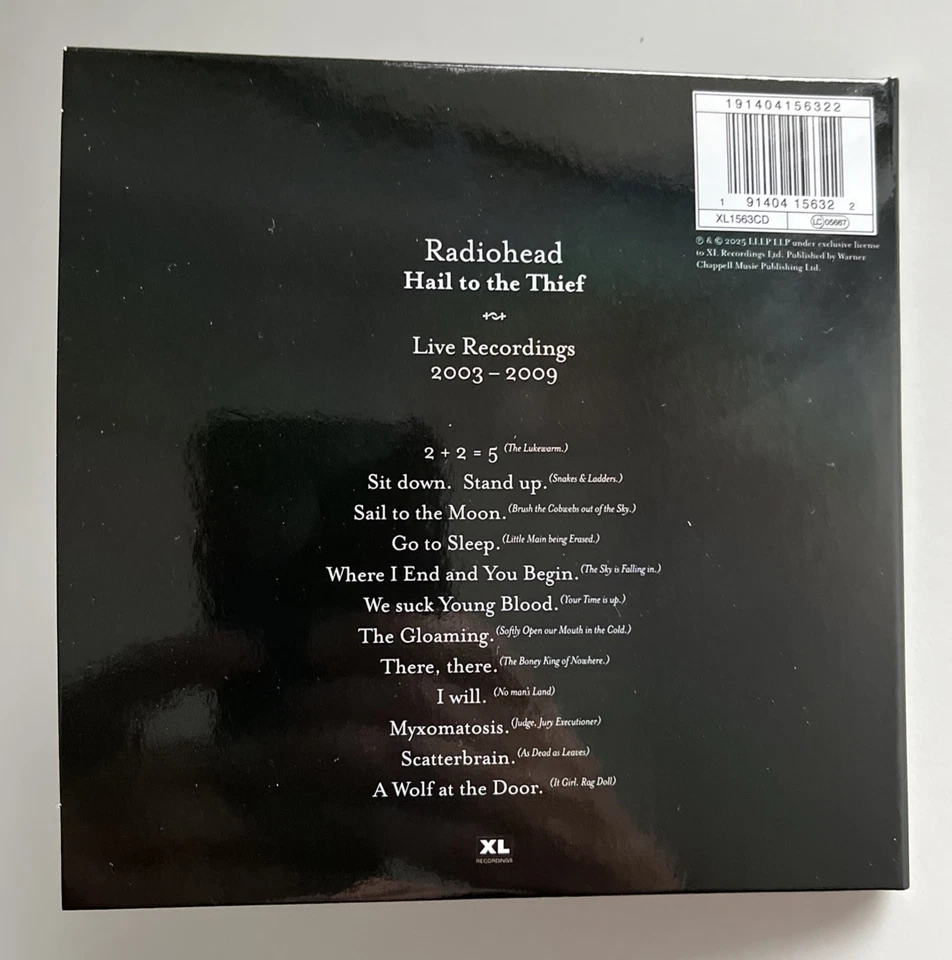 191404156322
1 91404 15632 2
XL1563CD LC 05667
℗ & © 2025 LLLP LLP under exclusive license
to XL Recordings Ltd. Published by Warner
Chappell Music Publishing Ltd.
Radiohead
Hail to the Thief
Live Recordings
2003 – 2009
2 + 2 = 5 (The Lukewarm.)
Sit down. Stand up. (Snakes & Ladders.)
Sail to the Moon. (Brush the Cobwebs out of the Sky.)
Go to Sleep. (Little Main being Erased.)
Where I End and You Begin. (The Sky is Falling in.)
We suck Young Blood. (Your Time is up.)
The Gloaming. (Softly Open our Mouth in the Cold.)
There, there. (The Boney King of Nowhere.)
I will. (No man's Land)
Myxomatosis. (Judge, Jury Executioner)
Scatterbrain. (As Dead as Leaves)
A Wolf at the Door. (It Girl. Rag Doll)
XL
RECORDINGS